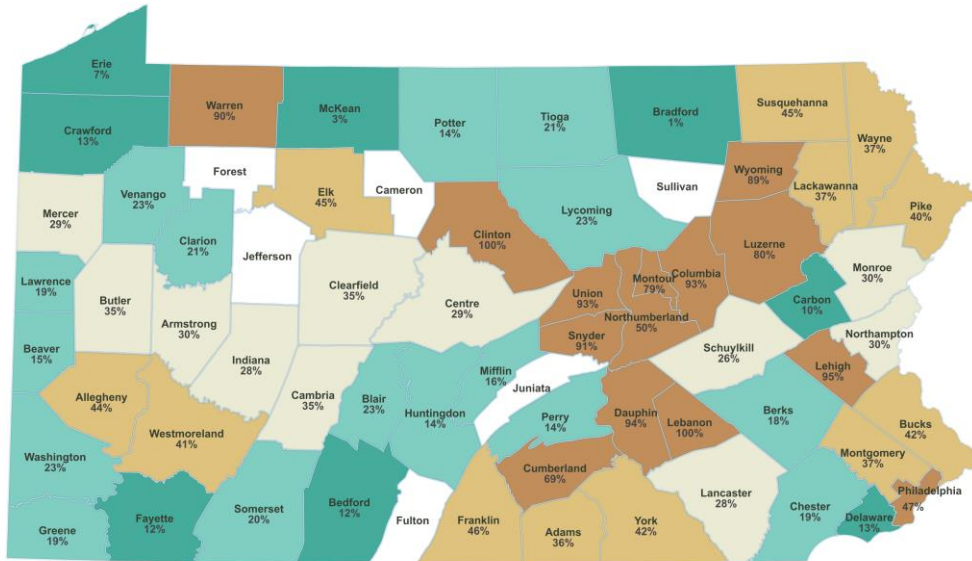 Erie
7%
Warren
90%
McKean
3%
Potter
14%
Tioga
21%
Bradford
1%
Susquehanna
45%
Wayne
37%
Crawford
13%
Forest
Elk
45%
Cameron
Sullivan
Wyoming
89%
Lackawanna
37%
Pike
40%
Mercer
29%
Venango
23%
Clarion
21%
Jefferson
Clinton
100%
Lycoming
23%
Luzerne
80%
Monroe
30%
Lawrence
19%
Butler
35%
Armstrong
30%
Clearfield
35%
Centre
29%
Union
93%
Montour
79%
Columbia
93%
Carbon
10%
Northampton
30%
Beaver
15%
Indiana
28%
Snyder
91%
Northumberland
50%
Schuylkill
26%
Lehigh
95%
Allegheny
44%
Westmoreland
41%
Cambria
35%
Blair
23%
Huntingdon
14%
Mifflin
16%
Juniata
Perry
14%
Dauphin
94%
Lebanon
100%
Berks
18%
Bucks
42%
Montgomery
37%
Washington
23%
Cumberland
69%
Lancaster
28%
Philadelphia
47%
Greene
19%
Fayette
12%
Somerset
20%
Bedford
12%
Fulton
Franklin
46%
Adams
36%
York
42%
Chester
19%
Delaware
13%